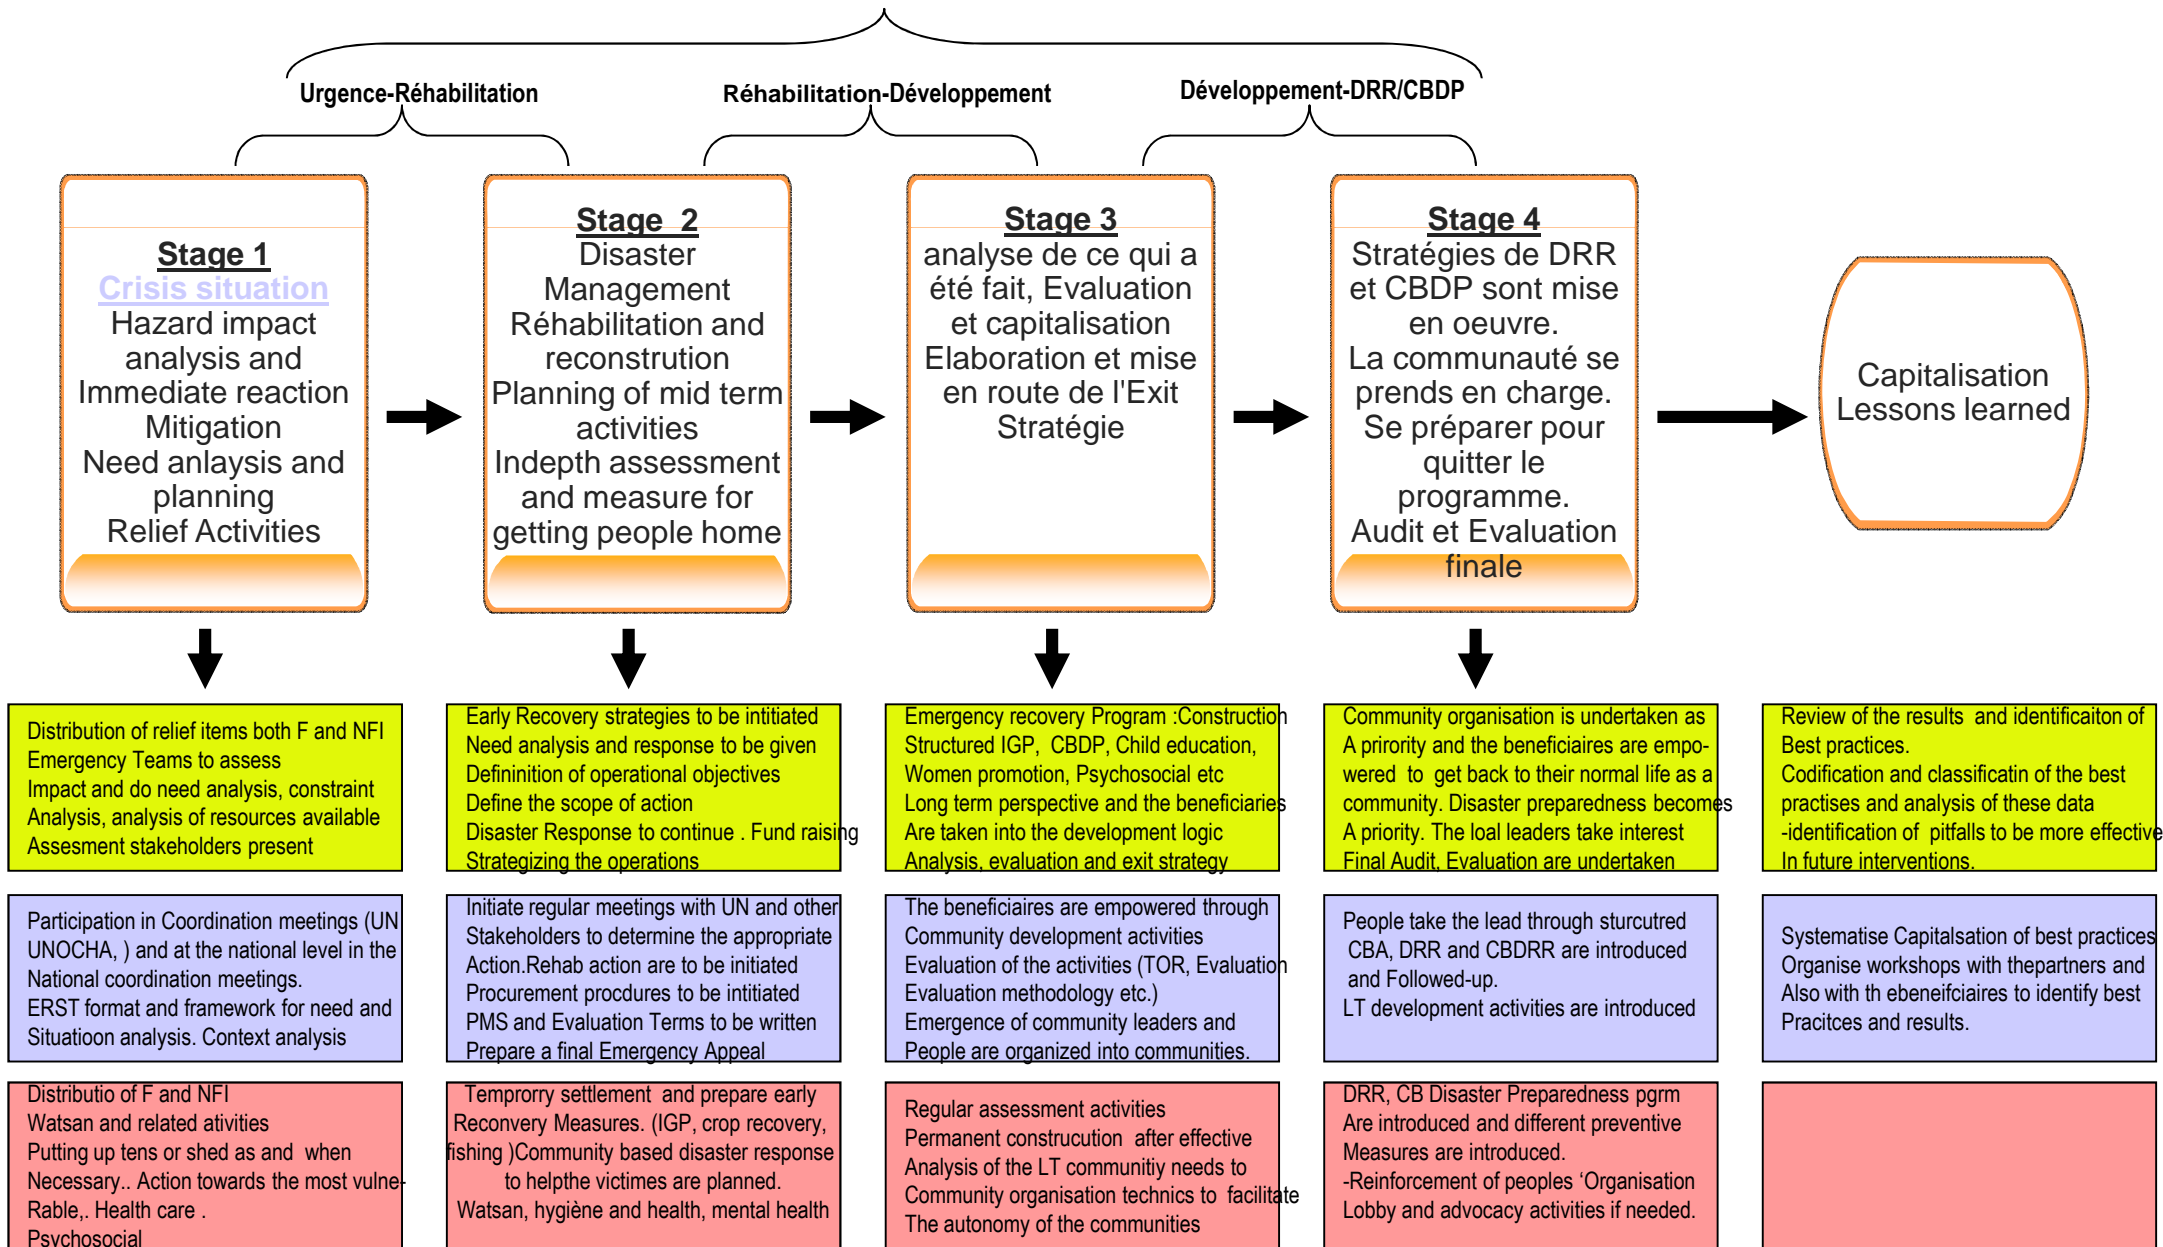 Urgence-Réhabilitation
Réhabilitation-Développement
Développement-DRR/CBDP
Stage 1
Crisis situation
Hazard impact
analysis and
Immediate reaction
Mitigation
Need anlaysis and
planning
Relief Activities
Stage 2
Disaster
Management
Réhabilitation and
reconstrution
Planning of mid term
activities
Indepth assessment
and measure for
getting people home
Stage 3
analyse de ce qui a
été fait, Evaluation
et capitalisation
Elaboration et mise
en route de l'Exit
Stratégie
Stage 4
Stratégies de DRR
et CBDP sont mise
en oeuvre.
La communauté se
prends en charge.
Se préparer pour
quitter le
programme.
Audit et Evaluation
finale
Capitalisation
Lessons learned
Distribution of relief items both F and NFI
Emergency Teams to assess
Impact and do need analysis, constraint
Analysis, analysis of resources available
Assesment stakeholders present
Early Recovery strategies to be intitiated
Need analysis and response to be given
Defininition of operational objectives
Define the scope of action
Disaster Response to continue . Fund raising
Strategizing the operations
Emergency recovery Program :Construction
Structured IGP, CBDP, Child education,
Women promotion, Psychosocial etc
Long term perspective and the beneficiaries
Are taken into the development logic
Analysis, evaluation and exit strategy
Community organisation is undertaken as
A prirority and the beneficiaires are empo-
wered to get back to their normal life as a
community. Disaster preparedness becomes
A priority. The loal leaders take interest
Final Audit, Evaluation are undertaken
Review of the results and identificaiton of
Best practices.
Codification and classificatin of the best
practises and analysis of these data
-identification of pitfalls to be more effective
In future interventions.
Participation in Coordination meetings (UN
UNOCHA, ) and at the national level in the
National coordination meetings.
ERST format and framework for need and
Situatioon analysis. Context analysis
Initiate regular meetings with UN and other
Stakeholders to determine the appropriate
Action.Rehab action are to be initiated
Procurement procdures to be intitiated
PMS and Evaluation Terms to be written
Prepare a final Emergency Appeal
The beneficiaires are empowered through
Community development activities
Evaluation of the activities (TOR, Evaluation
Evaluation methodology etc.)
Emergence of community leaders and
People are organized into communities.
People take the lead through sturcutred
CBA, DRR and CBDRR are introduced
and Followed-up.
LT development activities are introduced
Systematise Capitalsation of best practices
Organise workshops with thepartners and
Also with th ebeneifciaires to identify best
Pracitces and results.
Distributio of F and NFI
Watsan and related ativities
Putting up tens or shed as and when
Necessary.. Action towards the most vulne-
Rable,. Health care .
Psychosocial
Temprorry settlement and prepare early
Reconvery Measures. (IGP, crop recovery,
fishing )Community based disaster response
to helpthe victimes are planned.
Watsan, hygiène and health, mental health
Regular assessment activities
Permanent construcution after effective
Analysis of the LT communitiy needs to
Community organisation technics to facilitate
The autonomy of the communities
DRR, CB Disaster Preparedness pgrm
Are introduced and different preventive
Measures are introduced.
-Reinforcement of peoples ‘Organisation
Lobby and advocacy activities if needed.